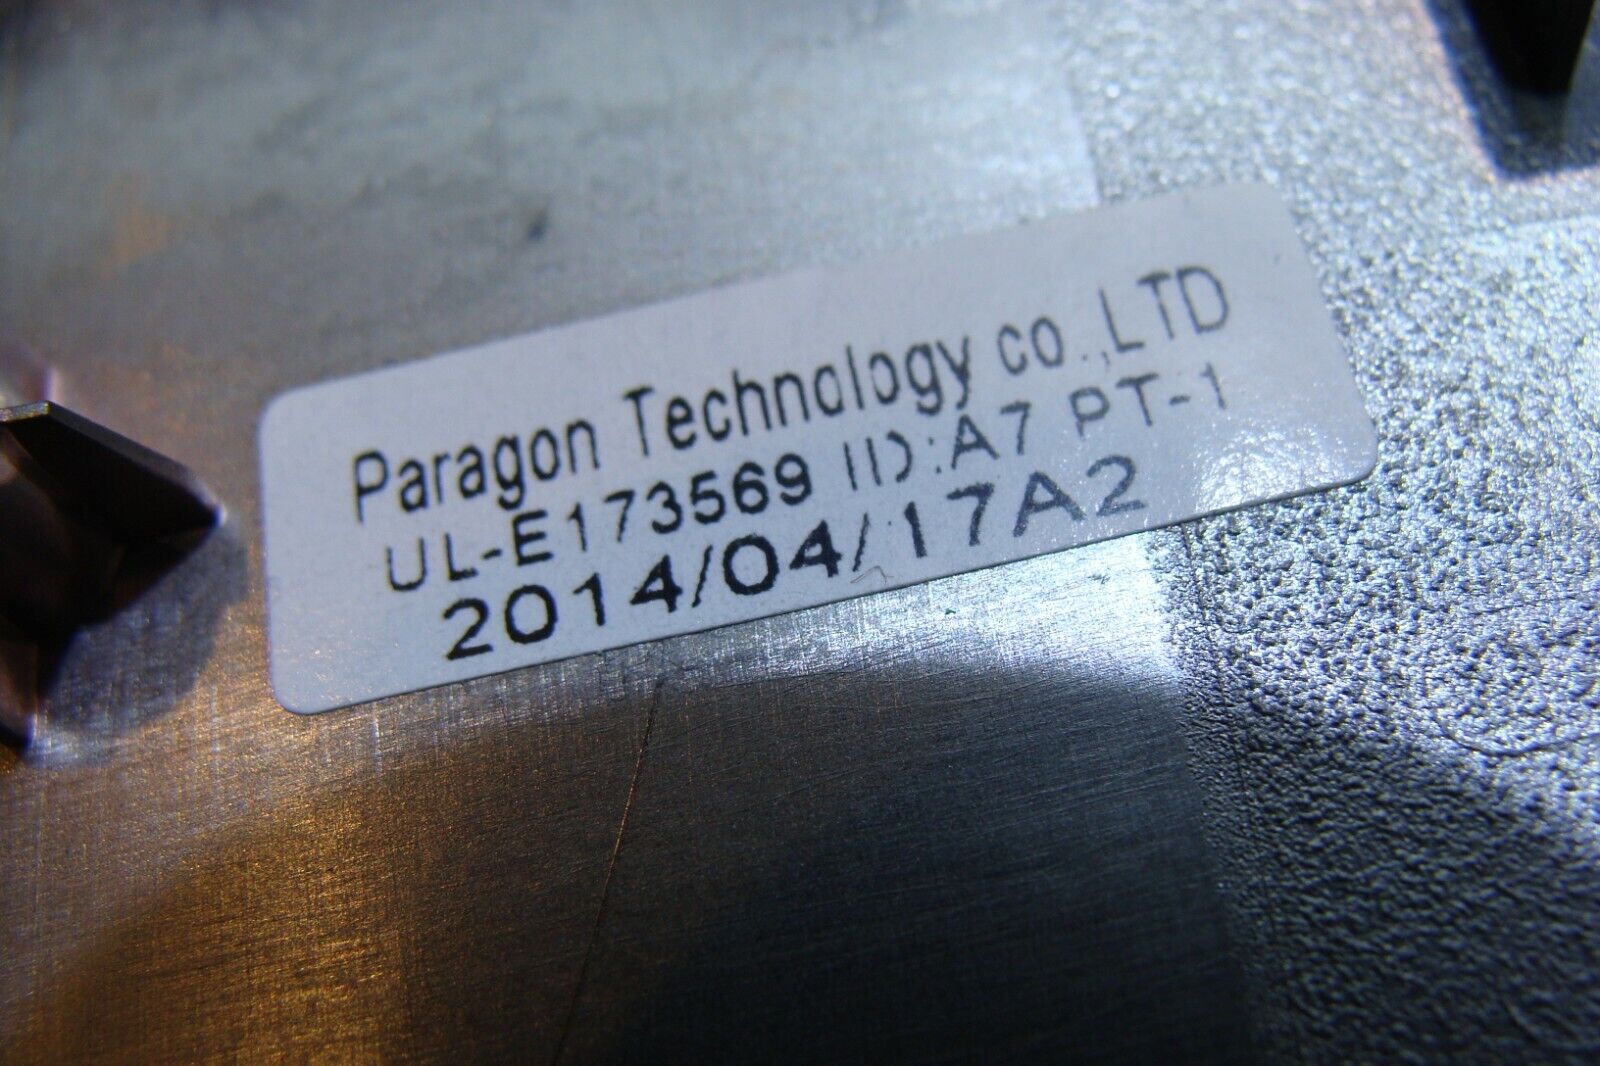 Paragon Technology co.,LTD
UL-E173569 ID:A7 PT-1
2014/04/17A2